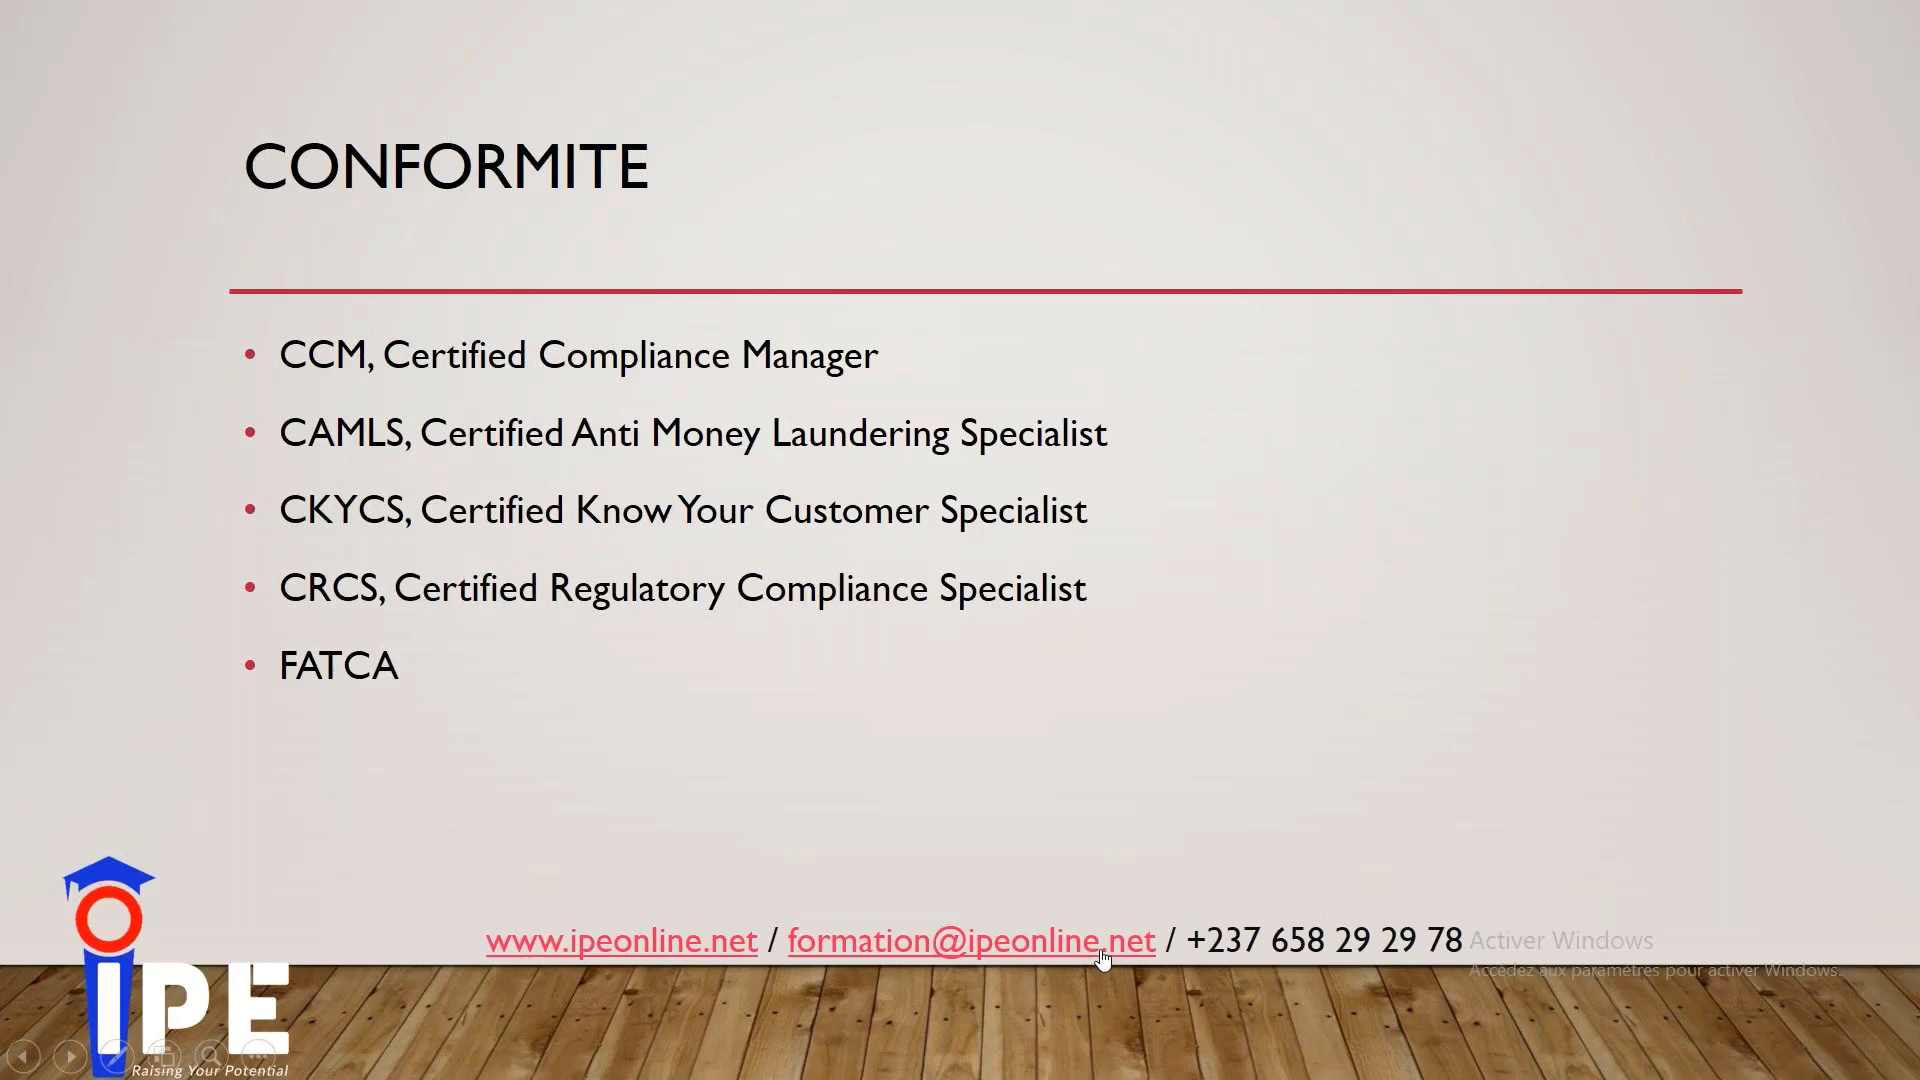 CONFORMITE
• CCM, Certified Compliance Manager
• CAMLS, Certified Anti Money Laundering Specialist
• CKYCS, Certified Know Your Customer Specialist
• CRCS, Certified Regulatory Compliance Specialist
• FATCA
www.ipeonline.net / formation@ipeonline.net / +237 658 29 29 78
Activer Windows
Accédez aux paramètres pour activer Windows.
iPE
Raising Your Potential